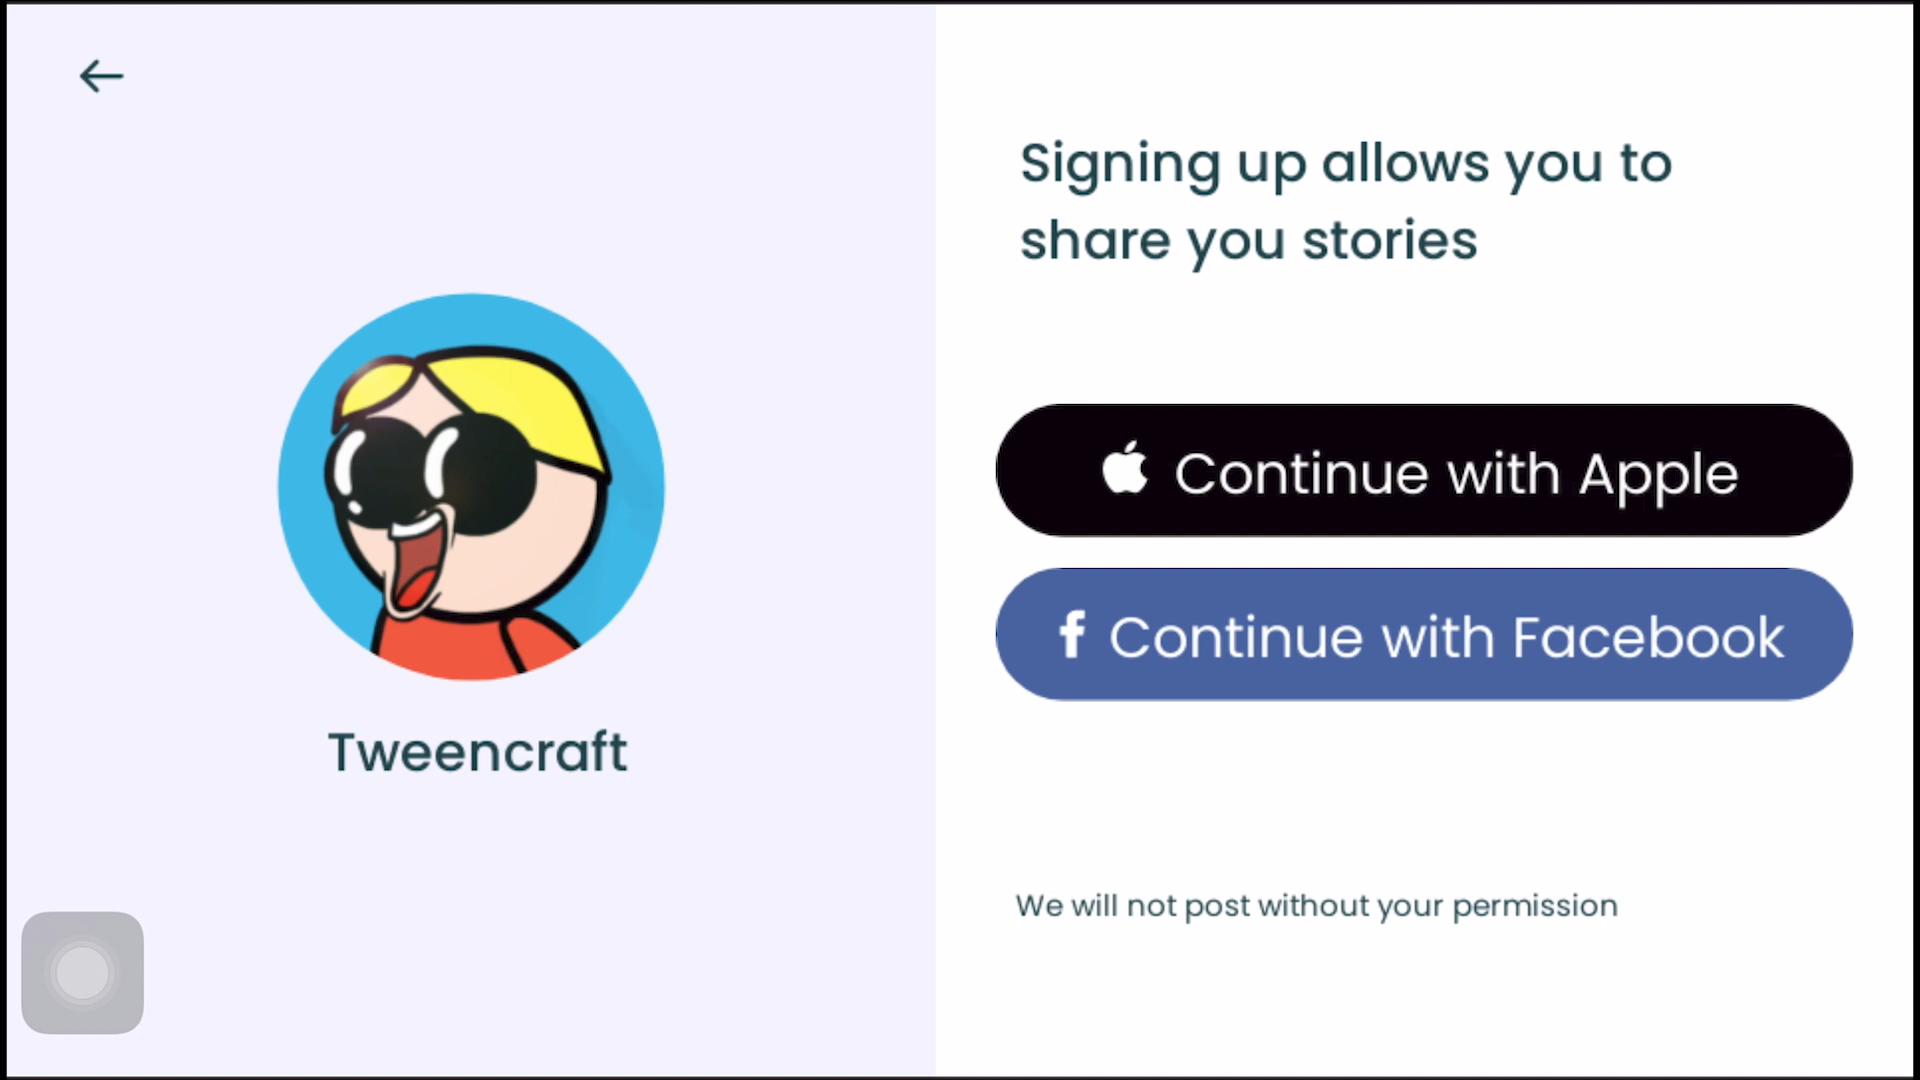 Signing up allows you to
share you stories
Continue with Apple
Continue with Facebook
Tweencraft
We will not post without your permission